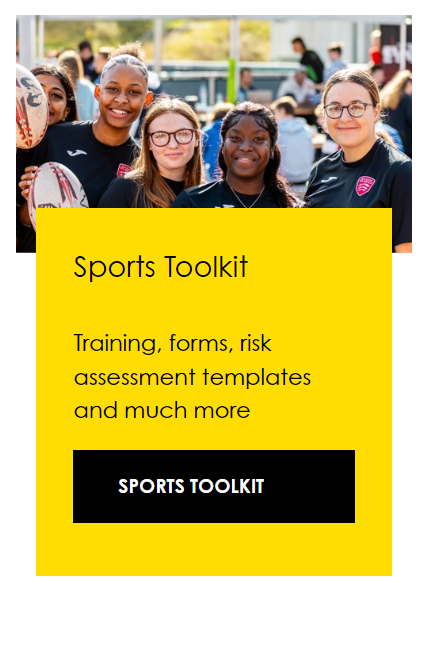 Sports Toolkit
Training, forms, risk
assessment templates
and much more
SPORTS TOOLKIT